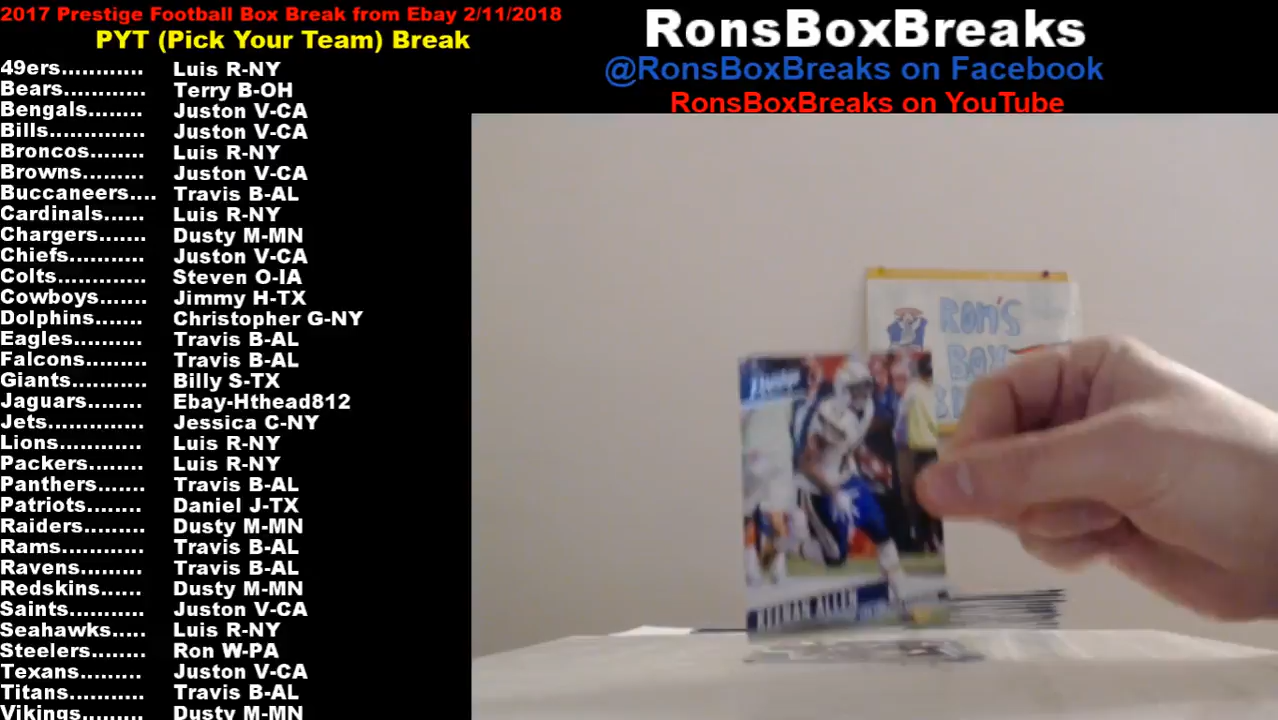 2017 Prestige Football Box Break from Ebay 2/11/2018
PYT (Pick Your Team) Break
49ers............ Luis R-NY
Bears............ Terry B-OH
Bengals........ Juston V-CA
Bills.............. Juston V-CA
Broncos........ Luis R-NY
Browns......... Juston V-CA
Buccaneers.... Travis B-AL
Cardinals...... Luis R-NY
Chargers....... Dusty M-MN
Chiefs........... Juston V-CA
Colts............. Steven O-IA
Cowboys....... Jimmy H-TX
Dolphins....... Christopher G-NY
Eagles.......... Travis B-AL
Falcons......... Travis B-AL
Giants........... Billy S-TX
Jaguars........ Ebay-Hthead812
Jets.............. Jessica C-NY
Lions............ Luis R-NY
Packers........ Luis R-NY
Panthers....... Travis B-AL
Patriots........ Daniel J-TX
Raiders......... Dusty M-MN
Rams............ Travis B-AL
Ravens......... Travis B-AL
Redskins...... Dusty M-MN
Saints........... Juston V-CA
Seahawks..... Luis R-NY
Steelers........ Ron W-PA
Texans......... Juston V-CA
Titans........... Travis B-AL
Vikings......... Dusty M-MN
RonsBoxBreaks
@RonsBoxBreaks on Facebook
RonsBoxBreaks on YouTube
RON'S
BOX
KEENAN ALLEN